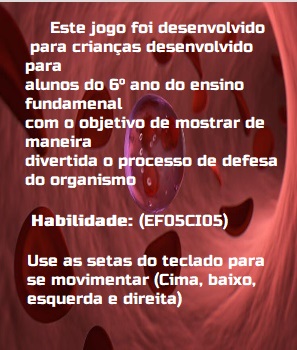 Este jogo foi desenvolvido
para crianças desenvolvido
para
alunos do 6º ano do ensino
fundamenal
com o objetivo de mostrar de
maneira
divertida o processo de defesa
do organismo
Habilidade: (EF05CI05)
Use as setas do teclado para
se movimentar (Cima, baixo,
esquerda e direita)